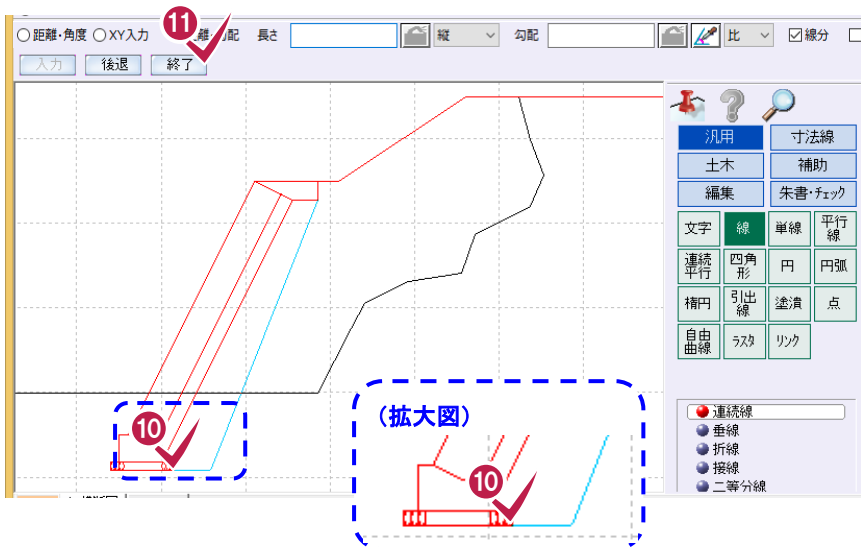 距離・角度 XY入力 ⑪ 勾配 長さ 縦 勾配 比 線分
入力 後退 終了
汎用 寸法線
土木 補助
編集 朱書・チェック
文字 線 単線 平行線
連続平行 四角形 円 円弧
楕円 引出線 塗潰 点
自由曲線 ラスタ リンク
連続線
垂線
折線
接線
二等分線
⑩
(拡大図)
⑩